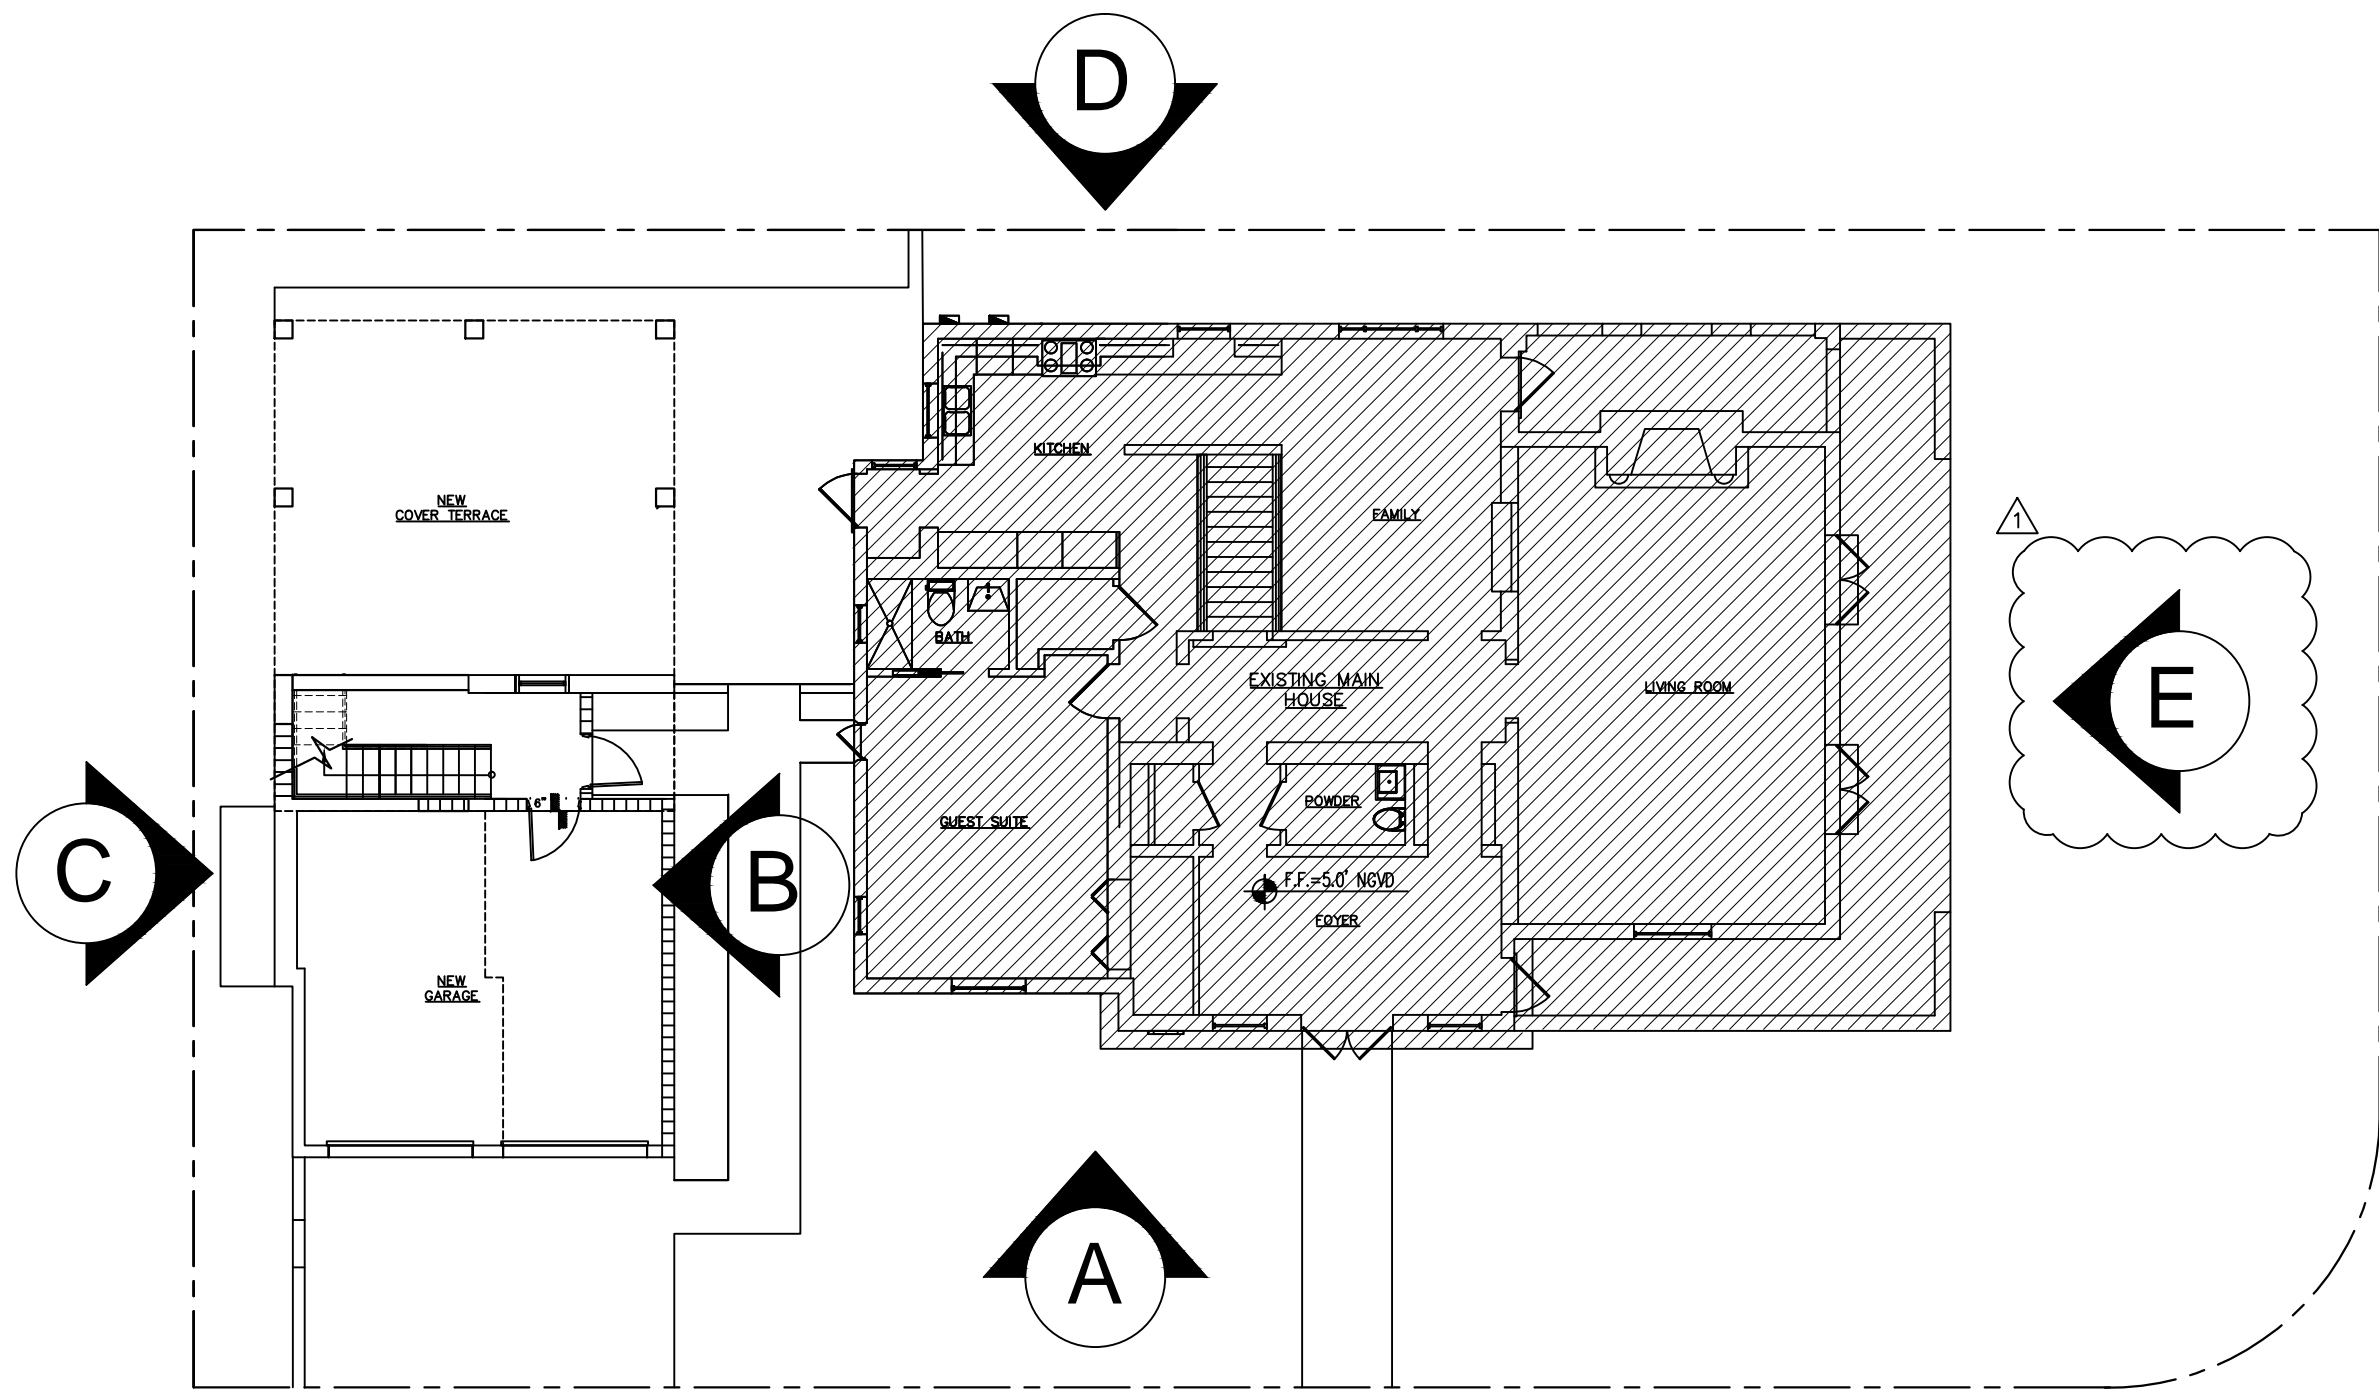 D
KITCHEN
NEW
COVER TERRACE
FAMILY
1
BATH
EXISTING MAIN
HOUSE
LIVING ROOM
E
6"
POWDER
GUEST SUITE
C
B
F.F.=5.0' NGVD
FOYER
NEW
GARAGE
A